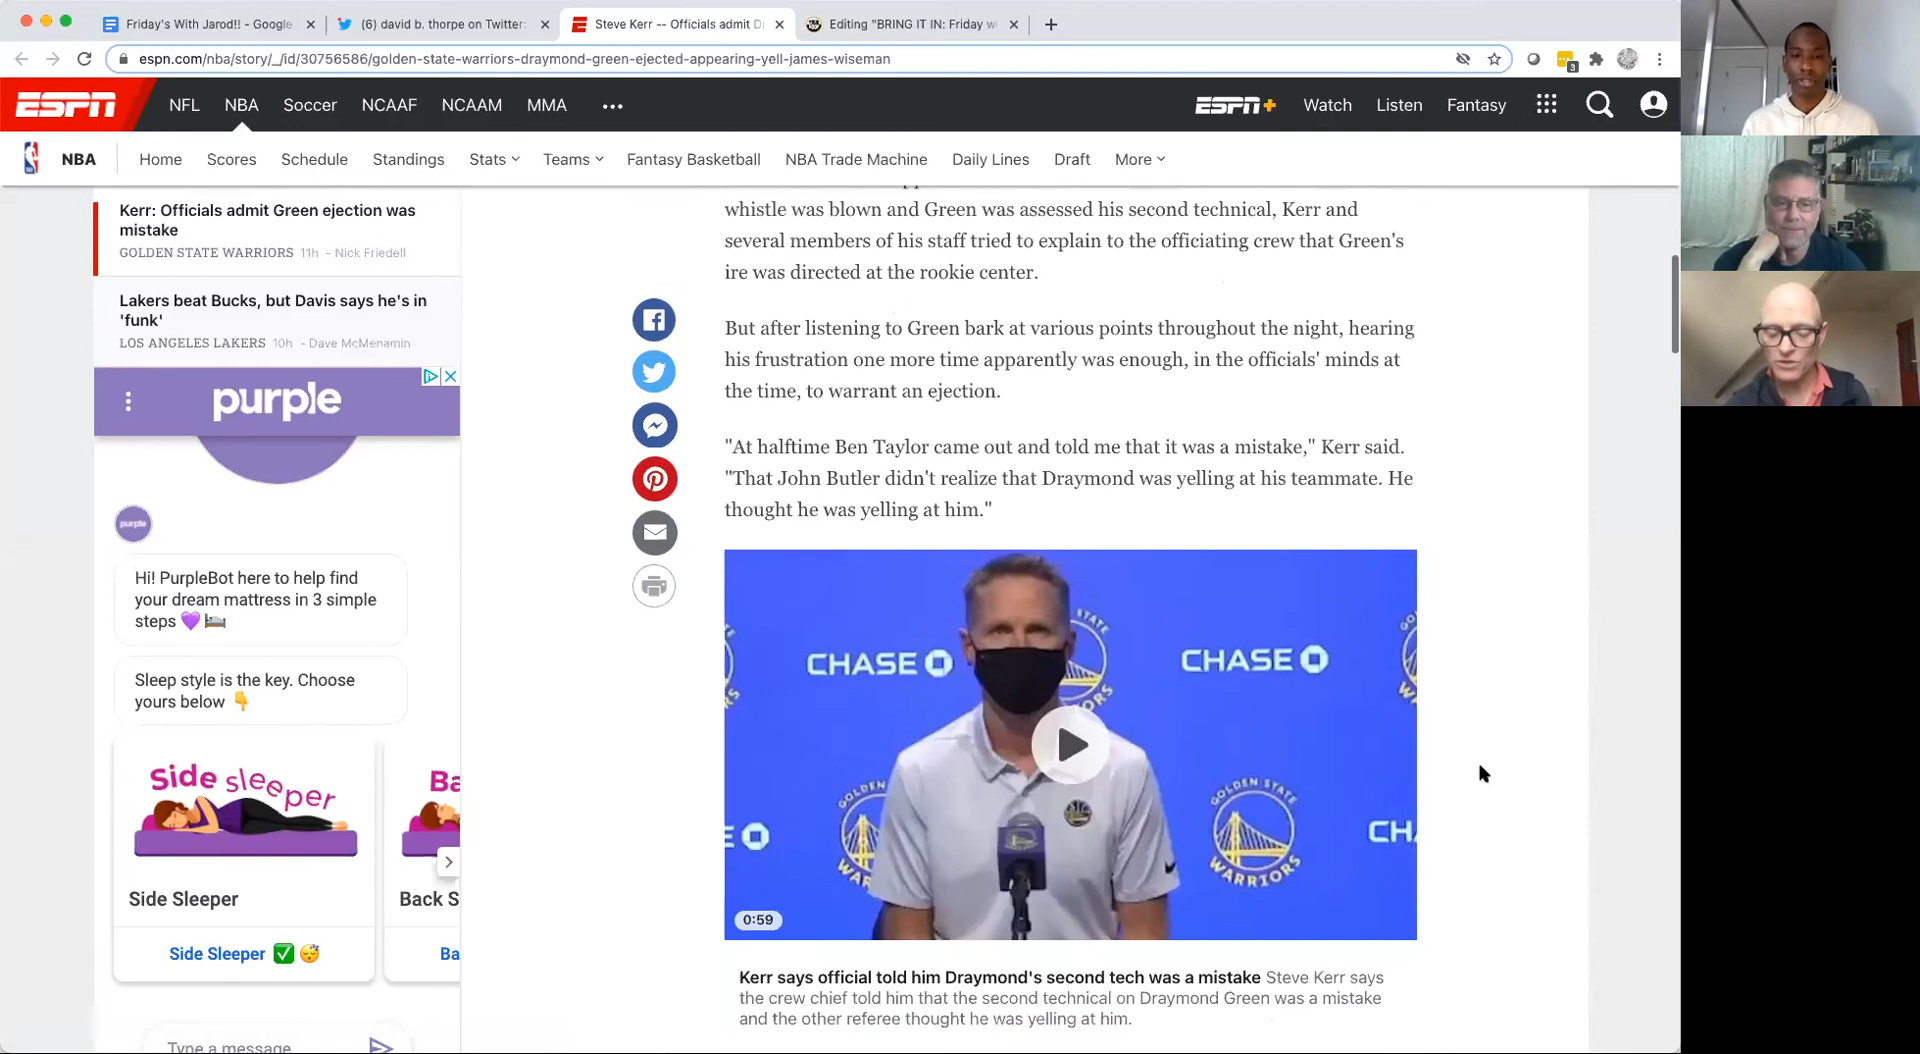 Friday's With Jarod!! - Google
(6) david b. thorpe on Twitter:
Steve Kerr -- Officials admit D
Editing "BRING IT IN: Friday w
espn.com/nba/story/_/id/30756586/golden-state-warriors-draymond-green-ejected-appearing-yell-james-wiseman
3
ESPN
NFL
NBA
Soccer
NCAAF
NCAAM
MMA
ESPN+
Watch
Listen
Fantasy
NBA
Home
Scores
Schedule
Standings
Stats
Teams
Fantasy Basketball
NBA Trade Machine
Daily Lines
Draft
More
Kerr: Officials admit Green ejection was
mistake
GOLDEN STATE WARRIORS 11h - Nick Friedell
Lakers beat Bucks, but Davis says he's in
'funk'
LOS ANGELES LAKERS 10h - Dave McMenamin
purple
purple
Hi! PurpleBot here to help find
your dream mattress in 3 simple
steps 💜 🛏
Sleep style is the key. Choose
yours below 👇
Side sleeper
Ba
Side Sleeper
Back S
Side Sleeper ✅ 😴
Ba
Type a message
whistle was blown and Green was assessed his second technical, Kerr and
several members of his staff tried to explain to the officiating crew that Green's
ire was directed at the rookie center.
But after listening to Green bark at various points throughout the night, hearing
his frustration one more time apparently was enough, in the officials' minds at
the time, to warrant an ejection.
"At halftime Ben Taylor came out and told me that it was a mistake," Kerr said.
"That John Butler didn't realize that Draymond was yelling at his teammate. He
thought he was yelling at him."
CHASE
CHASE
WARRIORS
GOLDEN STATE
WARRIORS
GOLDEN
WAR
E
CH
0:59
Kerr says official told him Draymond's second tech was a mistake Steve Kerr says
the crew chief told him that the second technical on Draymond Green was a mistake
and the other referee thought he was yelling at him.